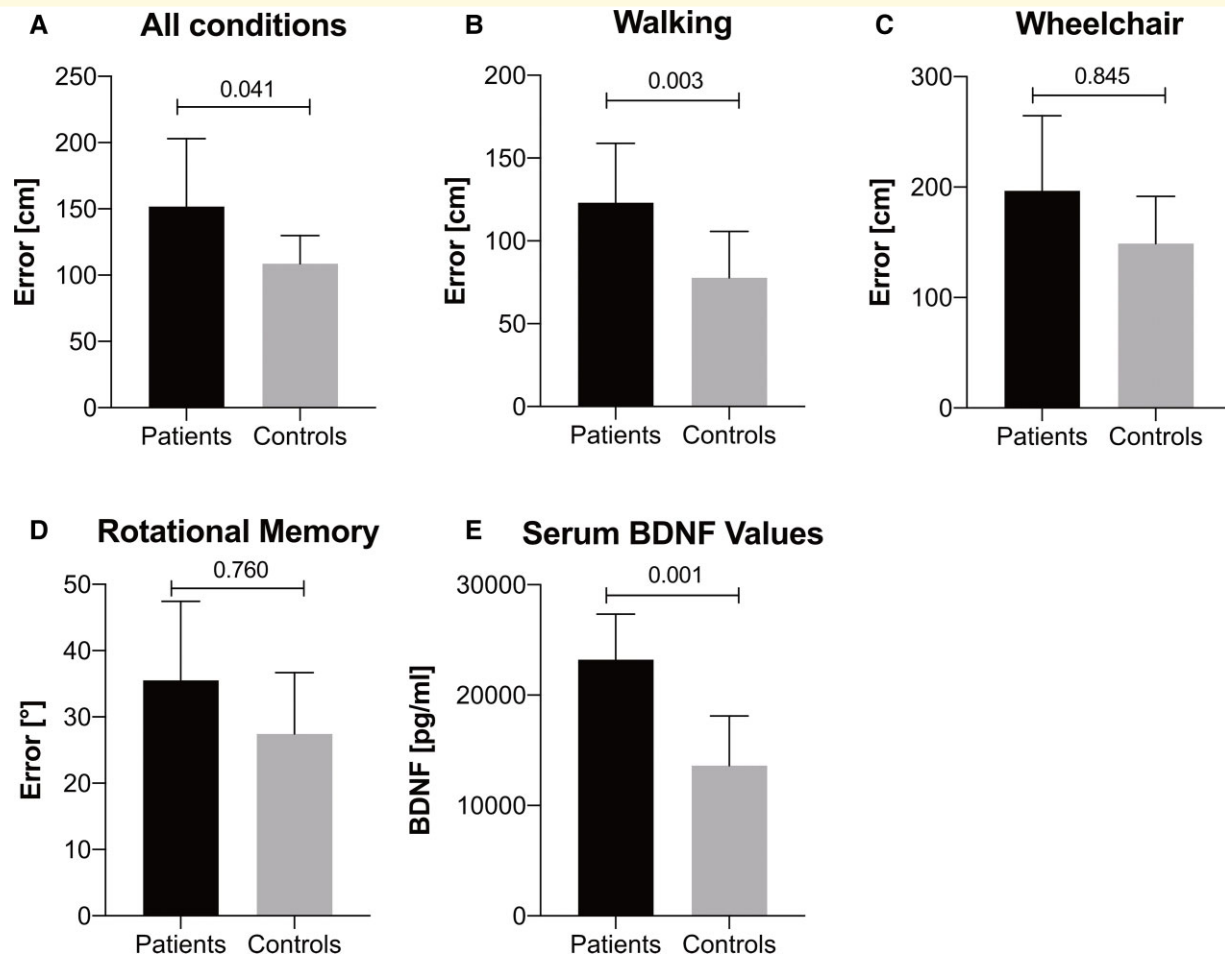 A All conditions
250
200
150
100
50
0
Error [cm]
0.041
Patients Controls
B Walking
200
150
100
50
0
Error [cm]
0.003
Patients Controls
C Wheelchair
300
200
100
0
Error [cm]
0.845
Patients Controls
D Rotational Memory
50
40
30
20
10
0
Error [°]
0.760
Patients Controls
E Serum BDNF Values
30000
20000
10000
0
BDNF [pg/ml]
0.001
Patients Controls